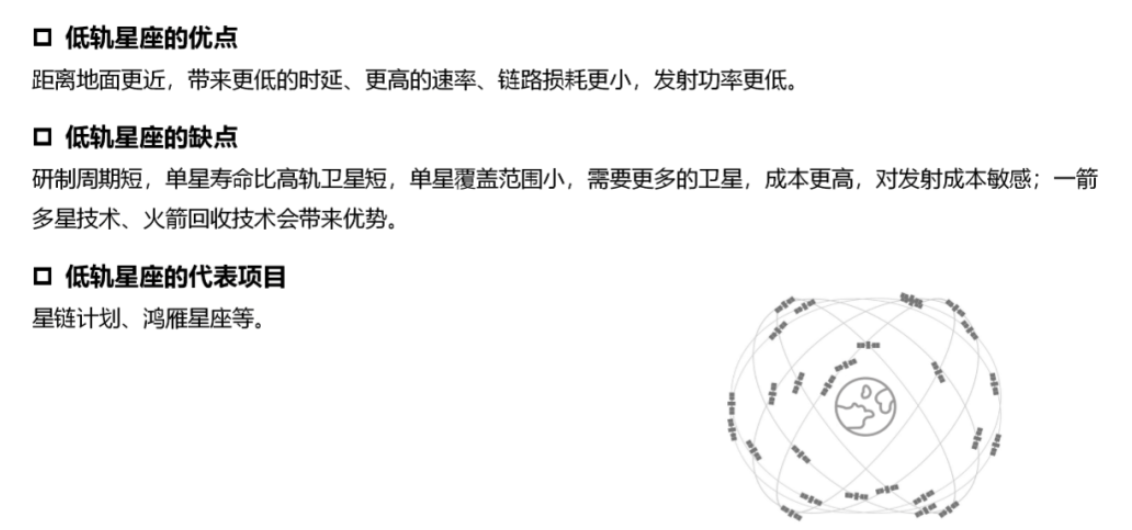 低轨星座的优点
距离地面更近，带来更低的时延、更高的速率、链路损耗更小，发射功率更低。
低轨星座的缺点
研制周期短，单星寿命比高轨卫星短，单星覆盖范围小，需要更多的卫星，成本更高，对发射成本敏感；一箭
多星技术、火箭回收技术会带来优势。
低轨星座的代表项目
星链计划、鸿雁星座等。